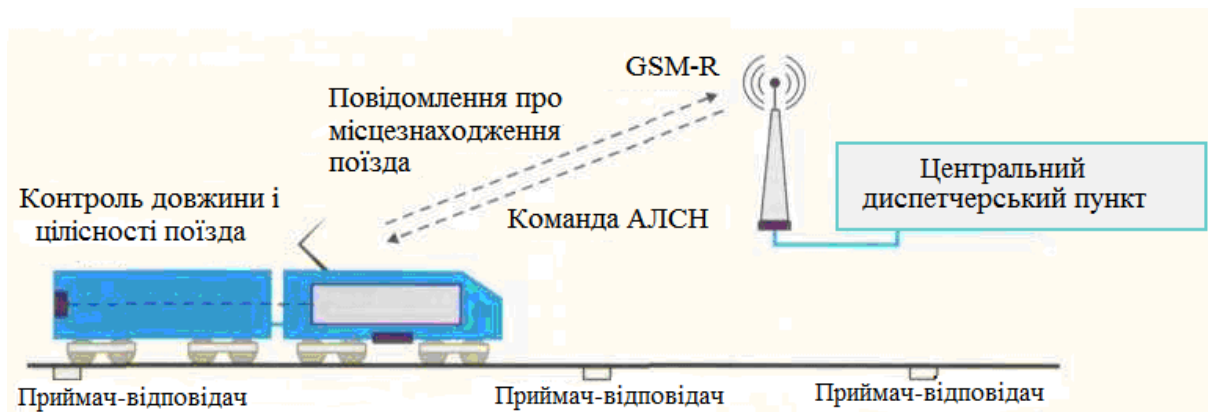 GSM-R
Повідомлення про
місцезнаходження
поїзда
Центральний
диспетчерський пункт
Контроль довжини і
цілісності поїзда
Команда АЛСН
Приймач-відповідач
Приймач-відповідач
Приймач-відповідач